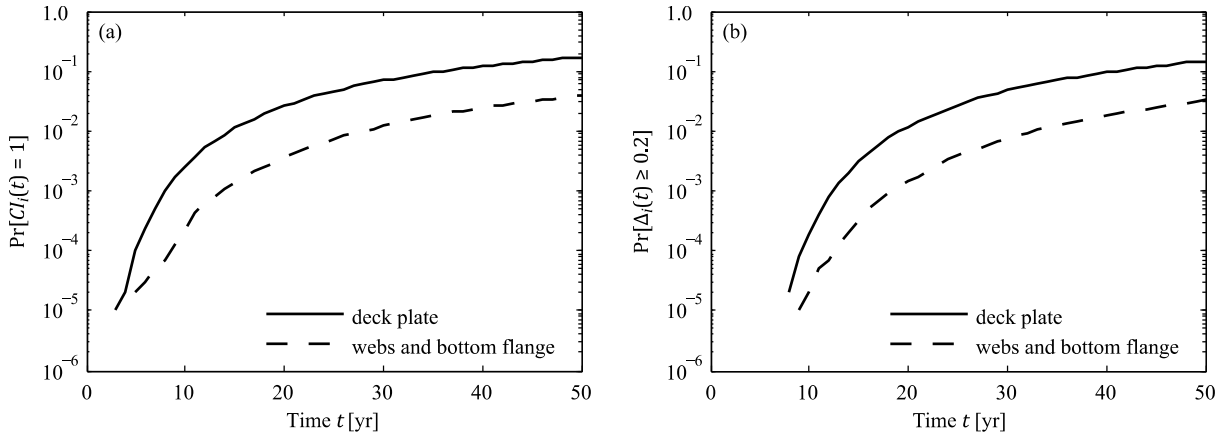 (a)
Pr[CI_i(t) = 1]
1.0
10⁻¹
10⁻²
10⁻³
10⁻⁴
10⁻⁵
10⁻⁶
deck plate
webs and bottom flange
0 10 20 30 40 50
Time t [yr]
(b)
Pr[Δ_i(t) ≥ 0.2]
1.0
10⁻¹
10⁻²
10⁻³
10⁻⁴
10⁻⁵
10⁻⁶
deck plate
webs and bottom flange
0 10 20 30 40 50
Time t [yr]